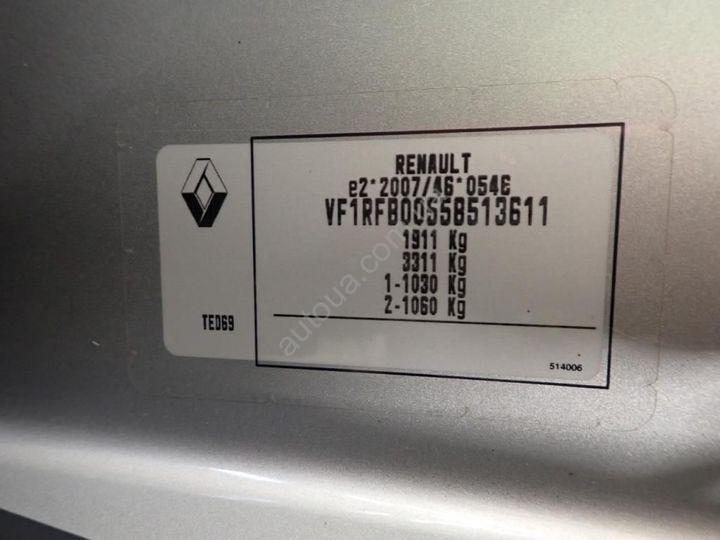 RENAULT
e2*2007/46*0546
VF1RFB00S58513611
1911 Kg
3311 Kg
1-1030 Kg
2-1060 Kg
TED69
514006
autoua.com